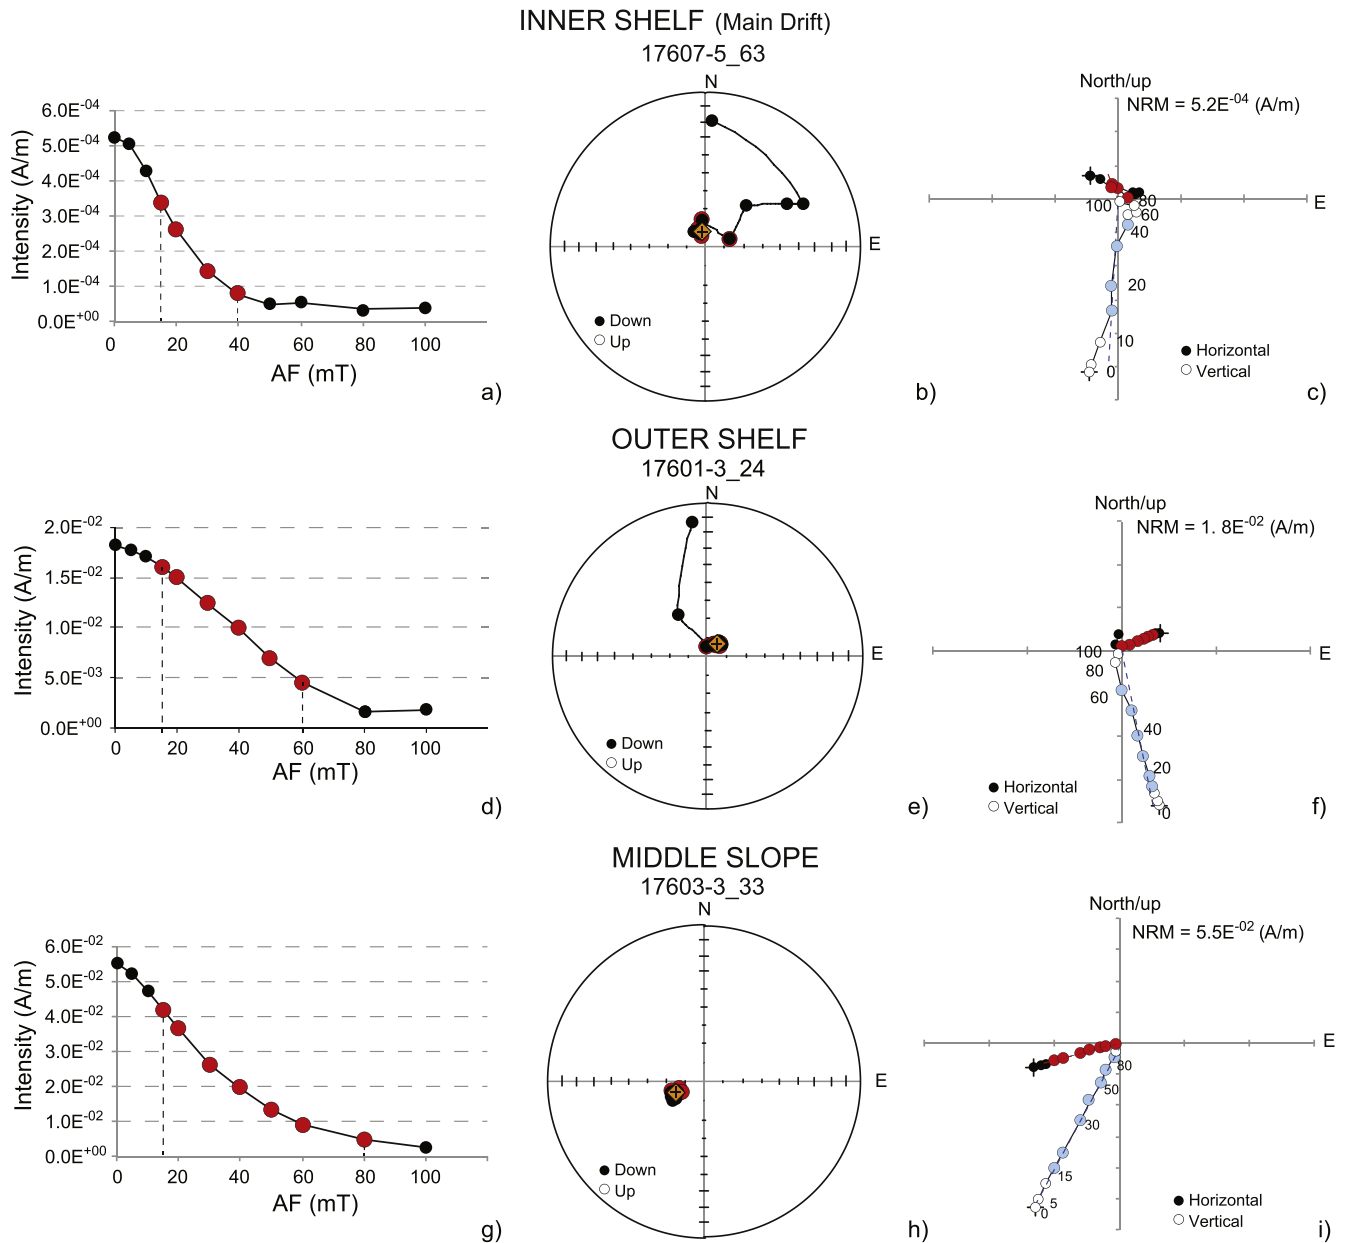 INNER SHELF (Main Drift)
17607-5_63
Intensity (A/m)
6.0E-04
5.0E-04
4.0E-04
3.0E-04
2.0E-04
1.0E-04
0.0E+00
0 20 40 60 80 100
AF (mT)
a)
N
E
Down
Up
b)
North/up
NRM = 5.2E-04 (A/m)
E
80
100
60
40
20
10
0
Horizontal
Vertical
c)
OUTER SHELF
17601-3_24
Intensity (A/m)
2.0E-02
1.5E-02
1.0E-02
5.0E-03
0.0E+00
0 20 40 60 80 100
AF (mT)
d)
N
E
Down
Up
e)
North/up
NRM = 1. 8E-02 (A/m)
E
100
80
60
40
20
0
Horizontal
Vertical
f)
MIDDLE SLOPE
17603-3_33
Intensity (A/m)
6.0E-02
5.0E-02
4.0E-02
3.0E-02
2.0E-02
1.0E-02
0.0E+00
0 20 40 60 80 100
AF (mT)
g)
N
E
Down
Up
h)
North/up
NRM = 5.5E-02 (A/m)
E
80
50
30
15
5
0
Horizontal
Vertical
i)